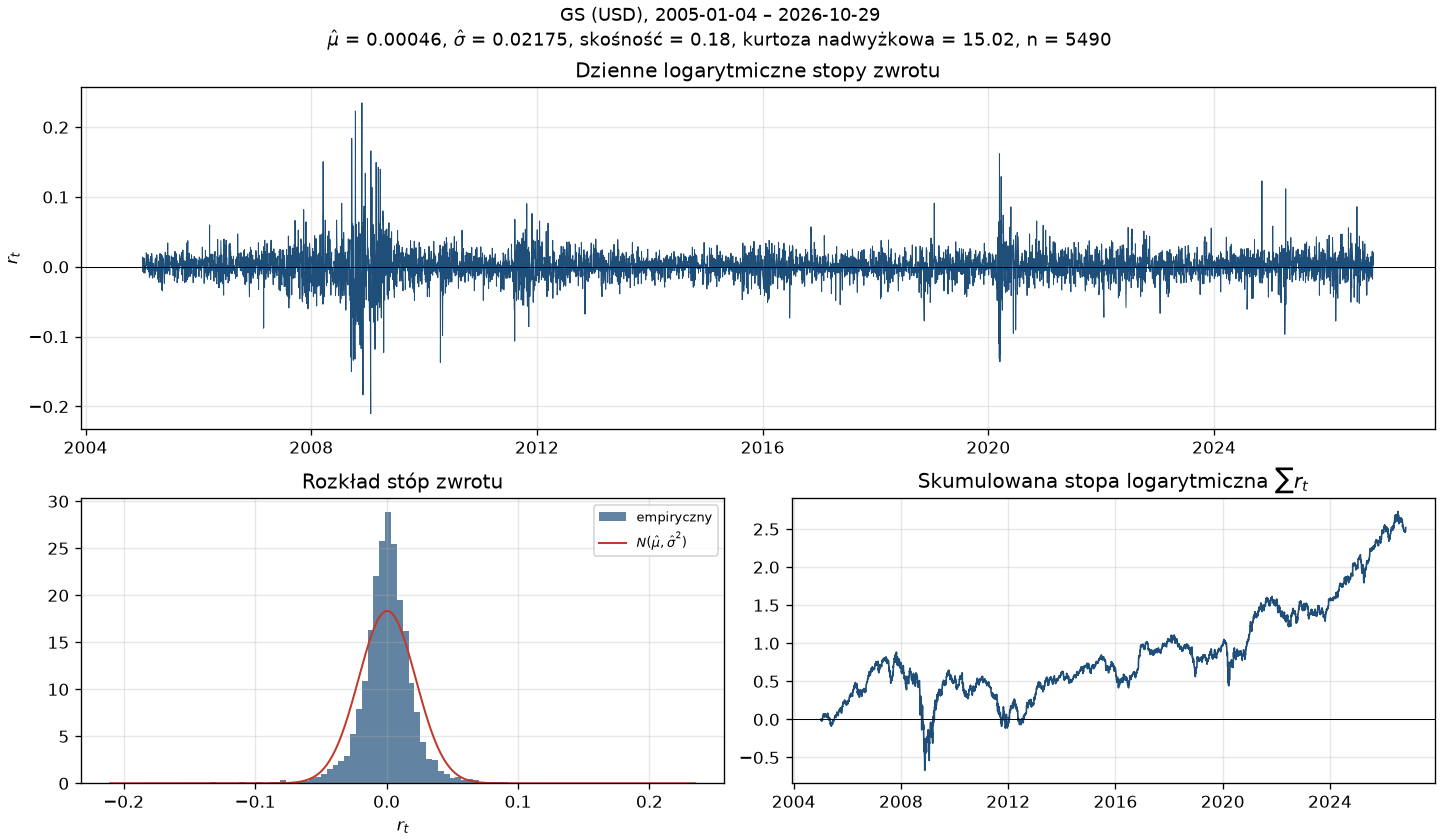 GS (USD), 2005-01-04 – 2026-10-29
μ̂ = 0.00046, σ̂ = 0.02175, skośność = 0.18, kurtoza nadwyżkowa = 15.02, n = 5490
Dzienne logarytmiczne stopy zwrotu
r_t
0.2
0.1
0.0
−0.1
−0.2
2004 2008 2012 2016 2020 2024
Rozkład stóp zwrotu
30
25
20
15
10
5
0
empiryczny
N(μ̂, σ̂²)
−0.2 −0.1 0.0 0.1 0.2
r_t
Skumulowana stopa logarytmiczna ∑r_t
2.5
2.0
1.5
1.0
0.5
0.0
−0.5
2004 2008 2012 2016 2020 2024